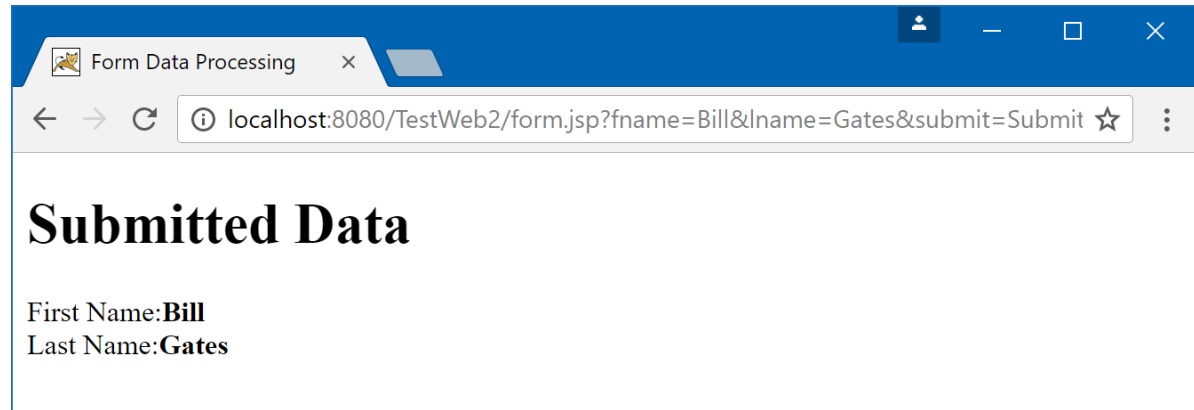 Form Data Processing
localhost:8080/TestWeb2/form.jsp?fname=Bill&lname=Gates&submit=Submit
Submitted Data
First Name:Bill
Last Name:Gates